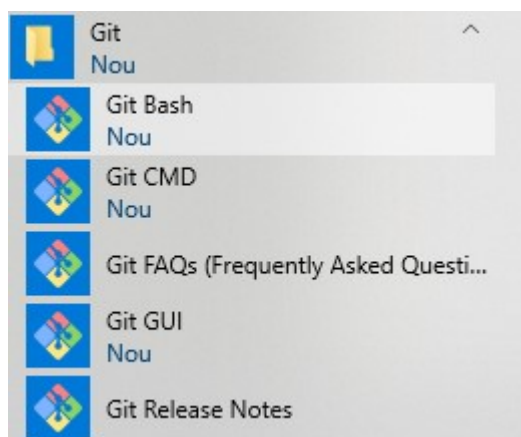 Git
Nou
Git Bash
Nou
Git CMD
Nou
Git FAQs (Frequently Asked Questi...
Git GUI
Nou
Git Release Notes